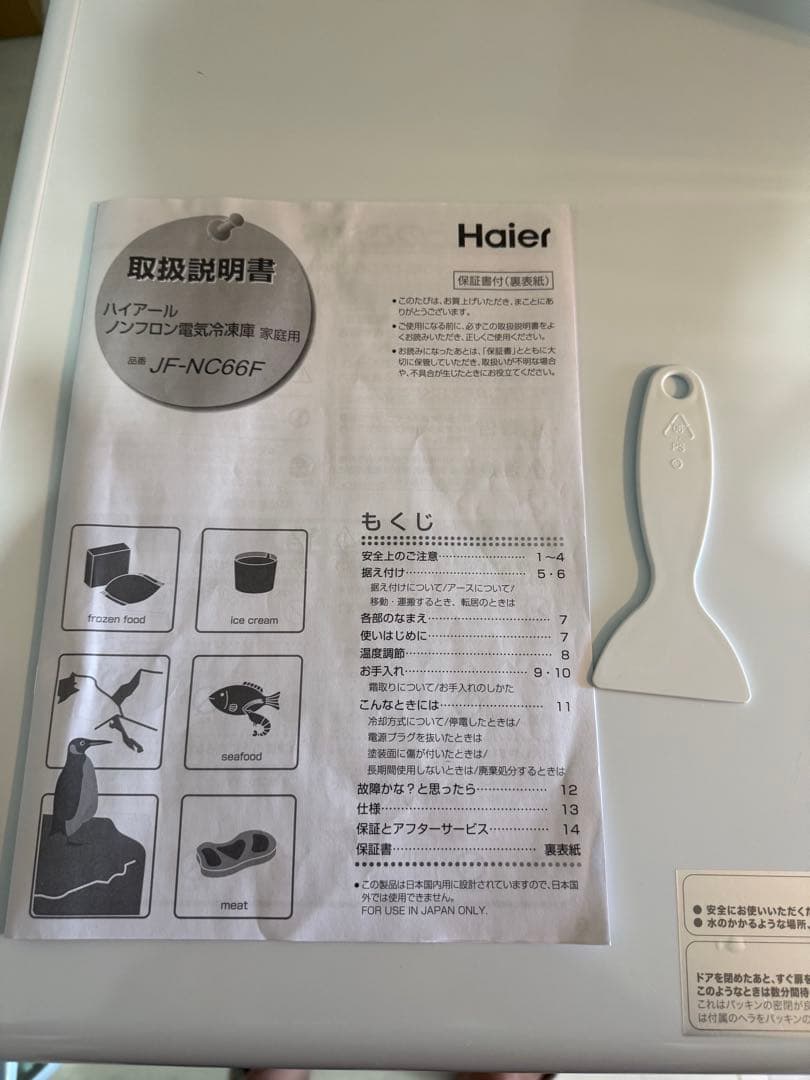 Haier
取扱説明書
ハイアール
ノンフロン電気冷凍庫 家庭用
品番 JF-NC66F
保証書付(裏表紙)
●このたびは、お買上げいただき、まことにあ
りがとうございます。
●ご使用になる前に、必ずこの取扱説明書をよ
くお読みいただき、正しくご使用ください。
●お読みになったあとは、「保証書」とともに大
切に保管していただき、取扱いが不明な場合
や、不具合が生じたときにお役立てください。
frozen food
ice cream
seafood
meat
もくじ
安全上のご注意 1~4
据え付け 5・6
据え付けについて/アースについて/
移動・運搬するとき、転居のときは
各部のなまえ 7
使いはじめに 7
温度調節 8
お手入れ 9・10
霜取りについて/お手入れのしかた
こんなときには 11
冷却方式について/停電したときは/
電源プラグを抜いたときは
塗装面に傷が付いたときは/
長期間使用しないときは/廃棄処分するときは
故障かな?と思ったら 12
仕様 13
保証とアフターサービス 14
保証書 裏表紙
●この製品は日本国内用に設計されていますので、日本国
外では使用できません。
FOR USE IN JAPAN ONLY.
PS
●安全にお使いいただくた
●水のかかるような場所、
ドアを閉めたあと、すぐ扉を
このようなときは数分間待
これはパッキンの密閉が良
は付属のヘラをパッキンの